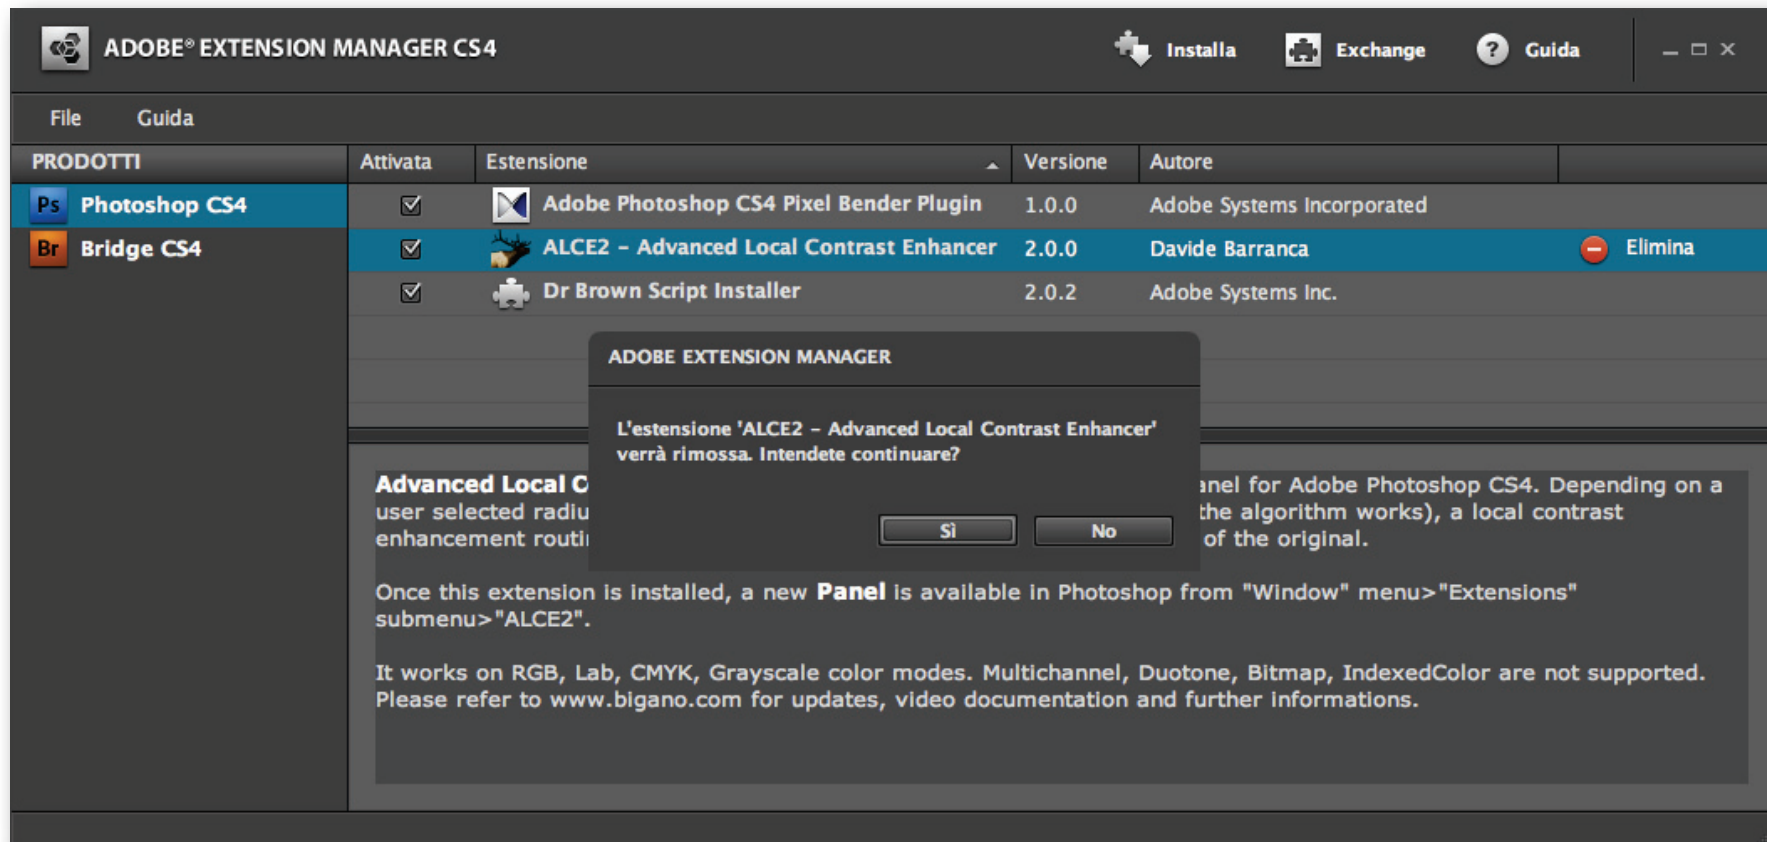 ADOBE® EXTENSION MANAGER CS4
Installa
Exchange
? Guida
File Guida
PRODOTTI
Ps Photoshop CS4
Br Bridge CS4
Attivata Estensione Versione Autore
Adobe Photoshop CS4 Pixel Bender Plugin 1.0.0 Adobe Systems Incorporated
ALCE2 – Advanced Local Contrast Enhancer 2.0.0 Davide Barranca Elimina
Dr Brown Script Installer 2.0.2 Adobe Systems Inc.
ADOBE EXTENSION MANAGER
L'estensione 'ALCE2 – Advanced Local Contrast Enhancer'
verrà rimossa. Intendete continuare?
Sì No
Advanced Local anel for Adobe Photoshop CS4. Depending on a
user selected the algorithm works), a local contrast
enhancement of the original.
Once this extension is installed, a new Panel is available in Photoshop from "Window" menu>"Extensions"
submenu>"ALCE2".
It works on RGB, Lab, CMYK, Grayscale color modes. Multichannel, Duotone, Bitmap, IndexedColor are not supported.
Please refer to www.bigano.com for updates, video documentation and further informations.